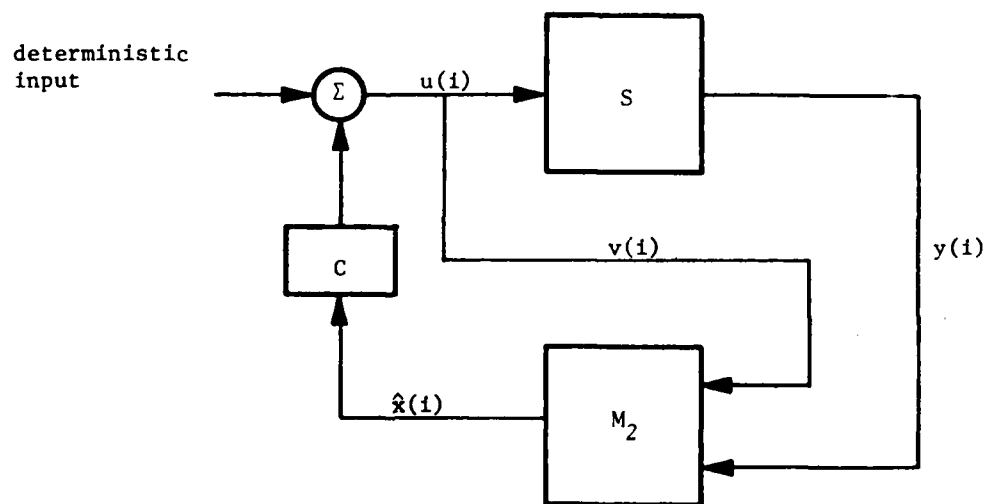 deterministic
input
Σ
u(i)
S
v(i)
y(i)
C
x̂(i)
M₂